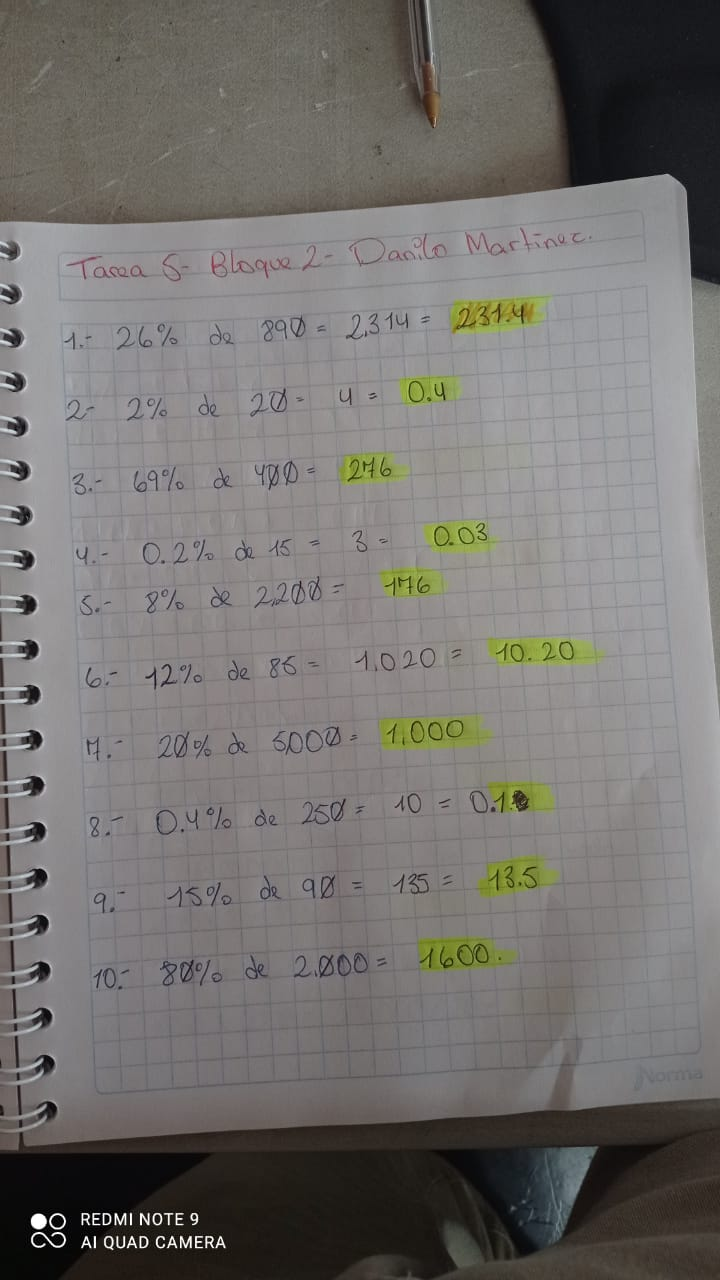 Tarea 5- Bloque 2- Danilo Martinez.
1.- 26% de 890 = 2,314 = 231.4
2- 2% de 20 = 4 = 0.4
3.- 69% de 400 = 276
4.- 0.2% de 15 = 3 = 0.03
5.- 8% de 2,200 = 176
6.- 12% de 85 = 1,020 = 10.20
7.- 20% de 5,000 = 1,000
8.- 0.4% de 250 = 10 = 0.1
9.- 15% de 90 = 135 = 13.5
10.- 80% de 2.000 = 1600.
Norma
REDMI NOTE 9
AI QUAD CAMERA